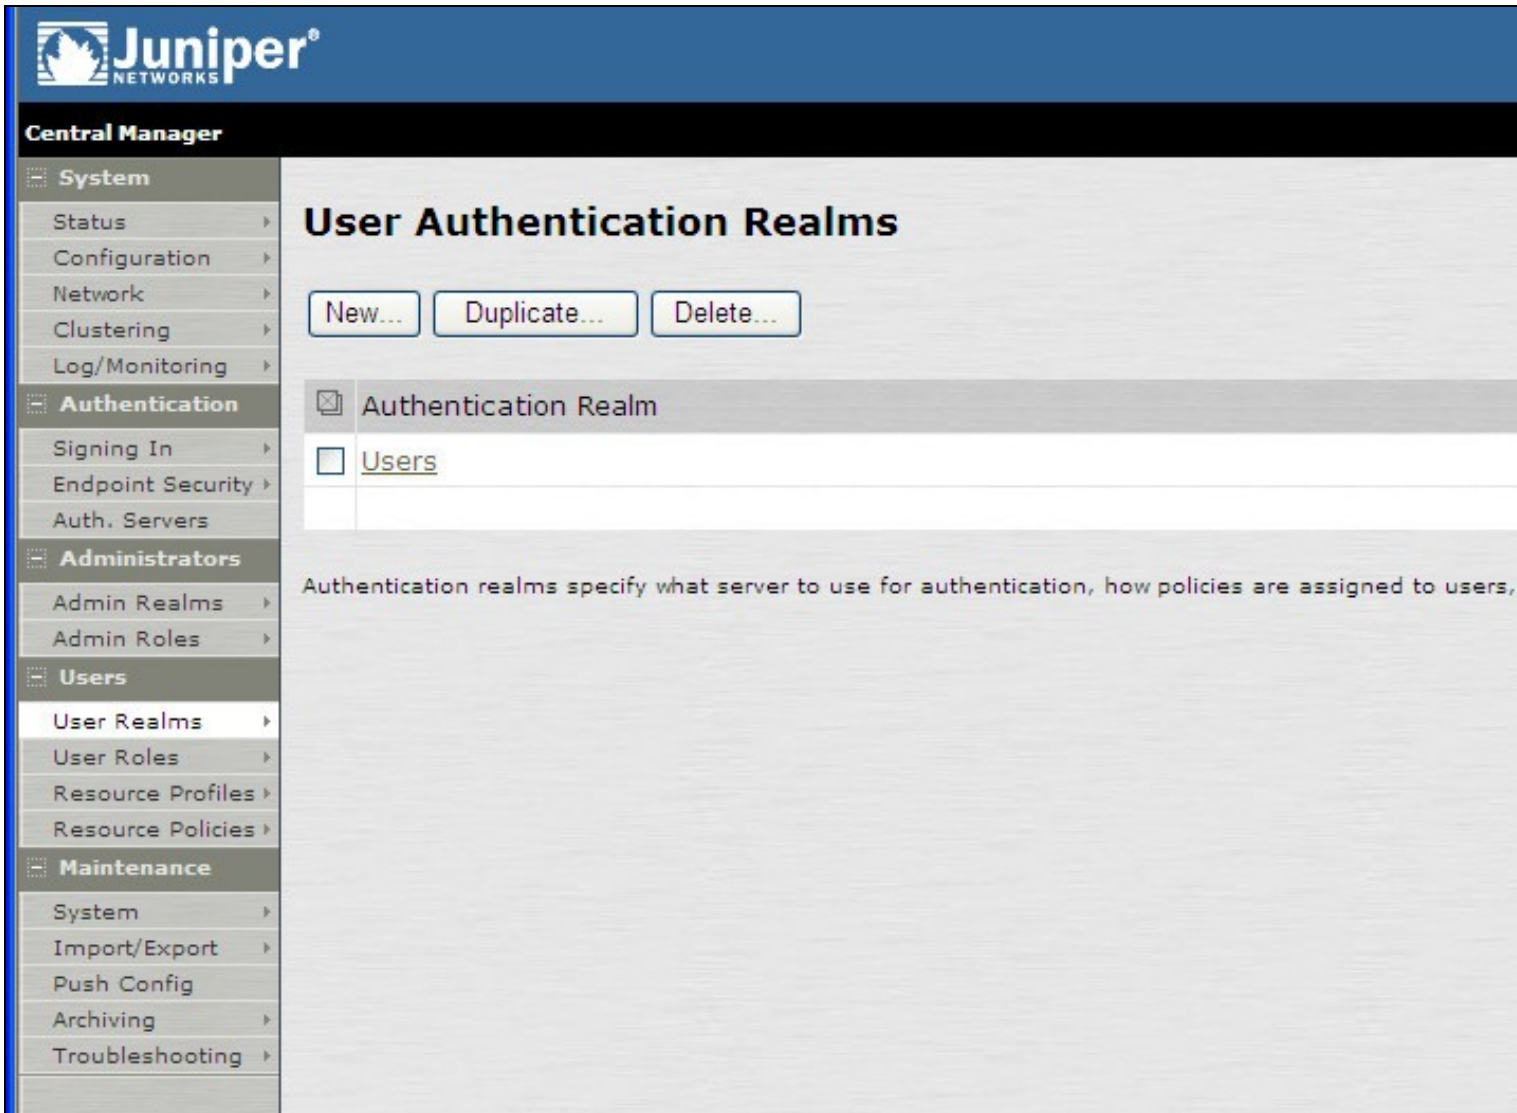 Juniper®
NETWORKS
Central Manager
System
Status
Configuration
Network
Clustering
Log/Monitoring
Authentication
Signing In
Endpoint Security
Auth. Servers
Administrators
Admin Realms
Admin Roles
Users
User Realms
User Roles
Resource Profiles
Resource Policies
Maintenance
System
Import/Export
Push Config
Archiving
Troubleshooting
User Authentication Realms
New... Duplicate... Delete...
Authentication Realm
Users
Authentication realms specify what server to use for authentication, how policies are assigned to users,